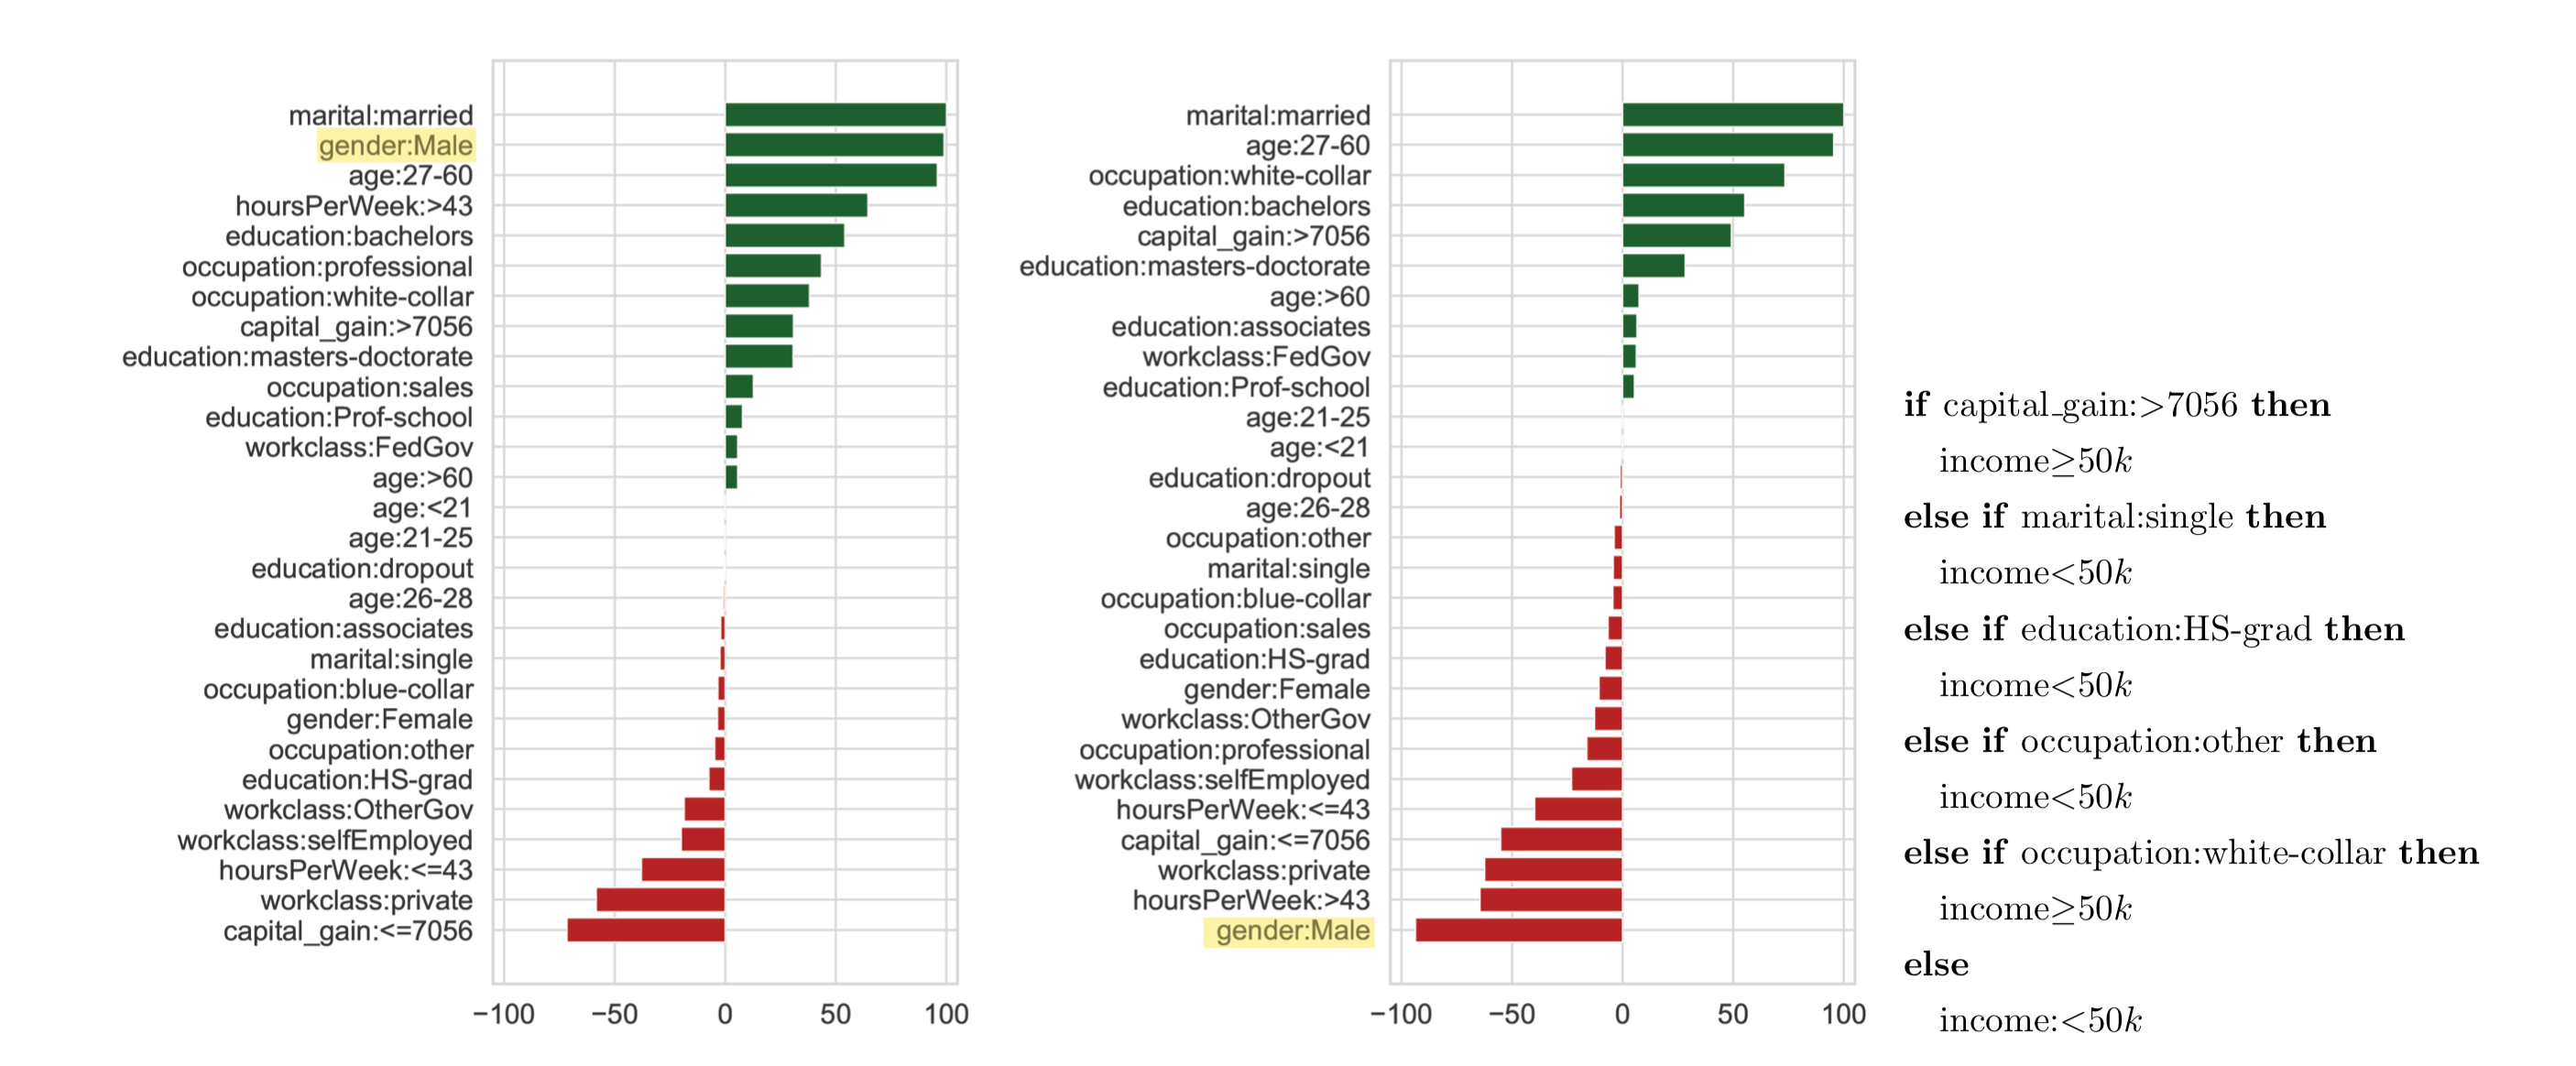 marital:married
gender:Male
age:27-60
hoursPerWeek:>43
education:bachelors
occupation:professional
occupation:white-collar
capital_gain:>7056
education:masters-doctorate
occupation:sales
education:Prof-school
workclass:FedGov
age:>60
age:<21
age:21-25
education:dropout
age:26-28
education:associates
marital:single
occupation:blue-collar
gender:Female
occupation:other
education:HS-grad
workclass:OtherGov
workclass:selfEmployed
hoursPerWeek:<=43
workclass:private
capital_gain:<=7056
−100 −50 0 50 100
marital:married
age:27-60
occupation:white-collar
education:bachelors
capital_gain:>7056
education:masters-doctorate
age:>60
education:associates
workclass:FedGov
education:Prof-school
age:21-25
age:<21
education:dropout
age:26-28
occupation:other
marital:single
occupation:blue-collar
occupation:sales
education:HS-grad
gender:Female
workclass:OtherGov
occupation:professional
workclass:selfEmployed
hoursPerWeek:<=43
capital_gain:<=7056
workclass:private
hoursPerWeek:>43
gender:Male
−100 −50 0 50 100
if capital_gain:>7056 then
income≥50k
else if marital:single then
income<50k
else if education:HS-grad then
income<50k
else if occupation:other then
income<50k
else if occupation:white-collar then
income≥50k
else
income:<50k